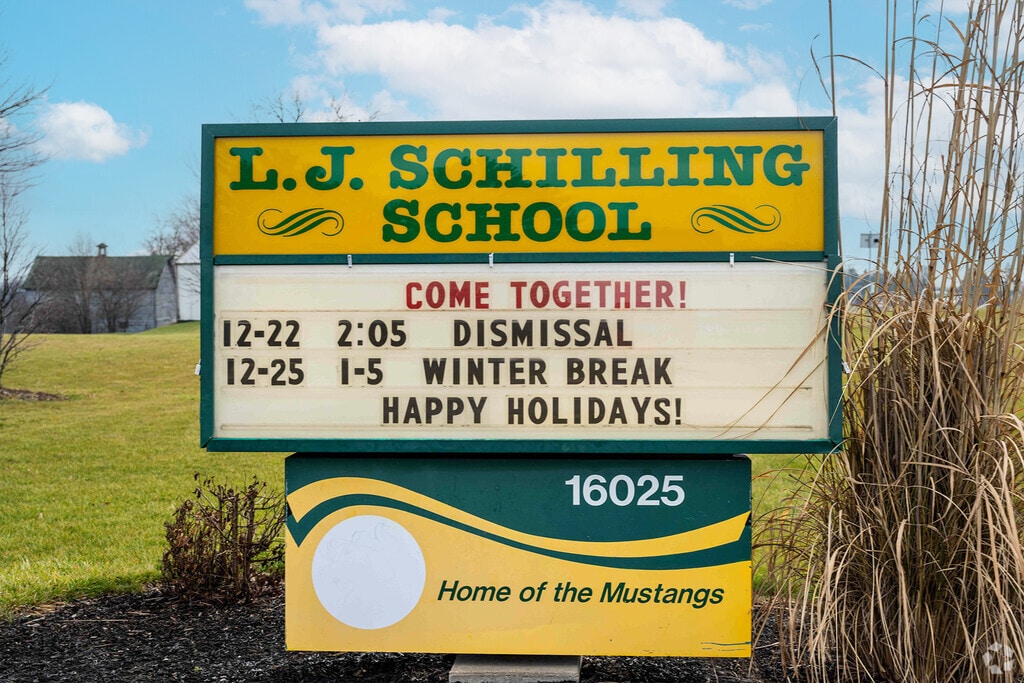 L.J. SCHILLING
SCHOOL
COME TOGETHER!
12-22 2:05 DISMISSAL
12-25 1-5 WINTER BREAK
HAPPY HOLIDAYS!
16025
Home of the Mustangs